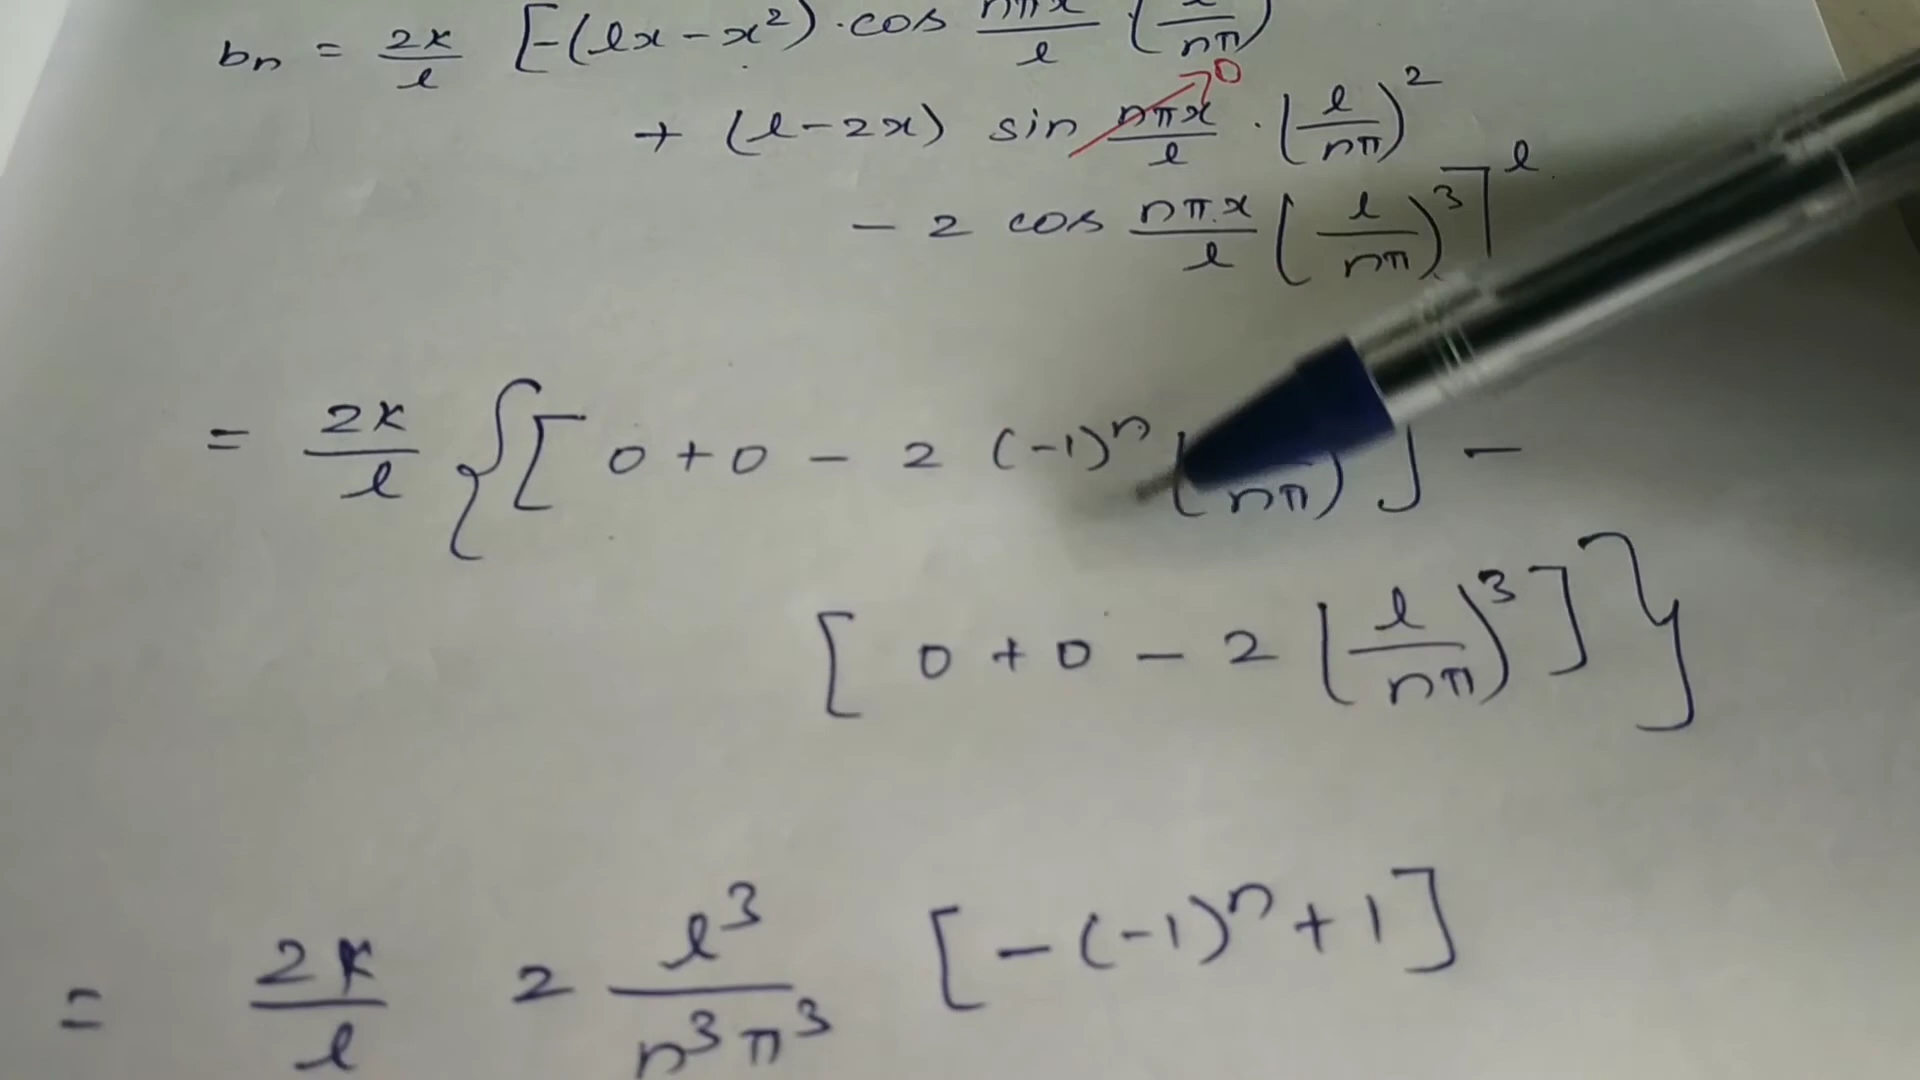 bn = 2k/l [-(lx - x²) · cos nπx/l (l/nπ)
+ (l - 2x) sin nπx/l · (l/nπ)²
0
- 2 cos nπx/l (l/nπ)³] l
= 2k/l {[0 + 0 - 2 (-1)ⁿ ( nπ)] -
[0 + 0 - 2 (l/nπ)³]}
= 2k/l 2 l³/n³π³ [-(-1)ⁿ + 1]